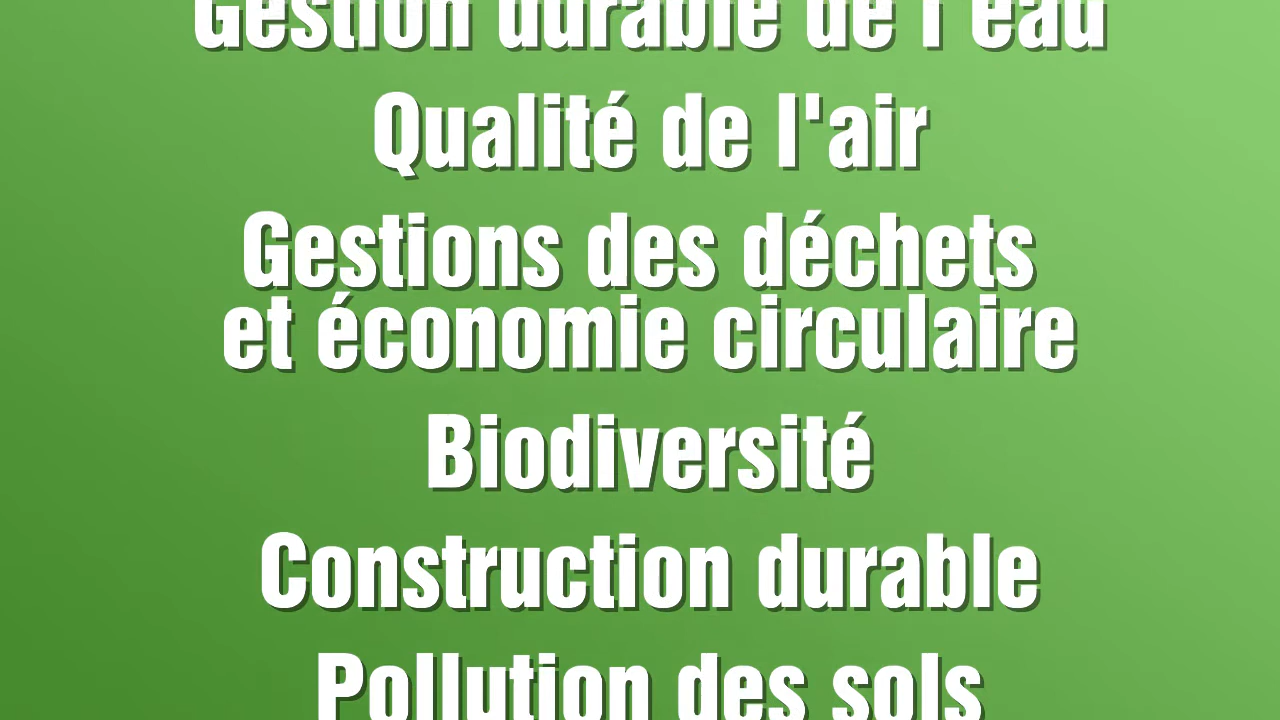 Gestion durable de l'eau
Qualité de l'air
Gestions des déchets
et économie circulaire
Biodiversité
Construction durable
Pollution des sols